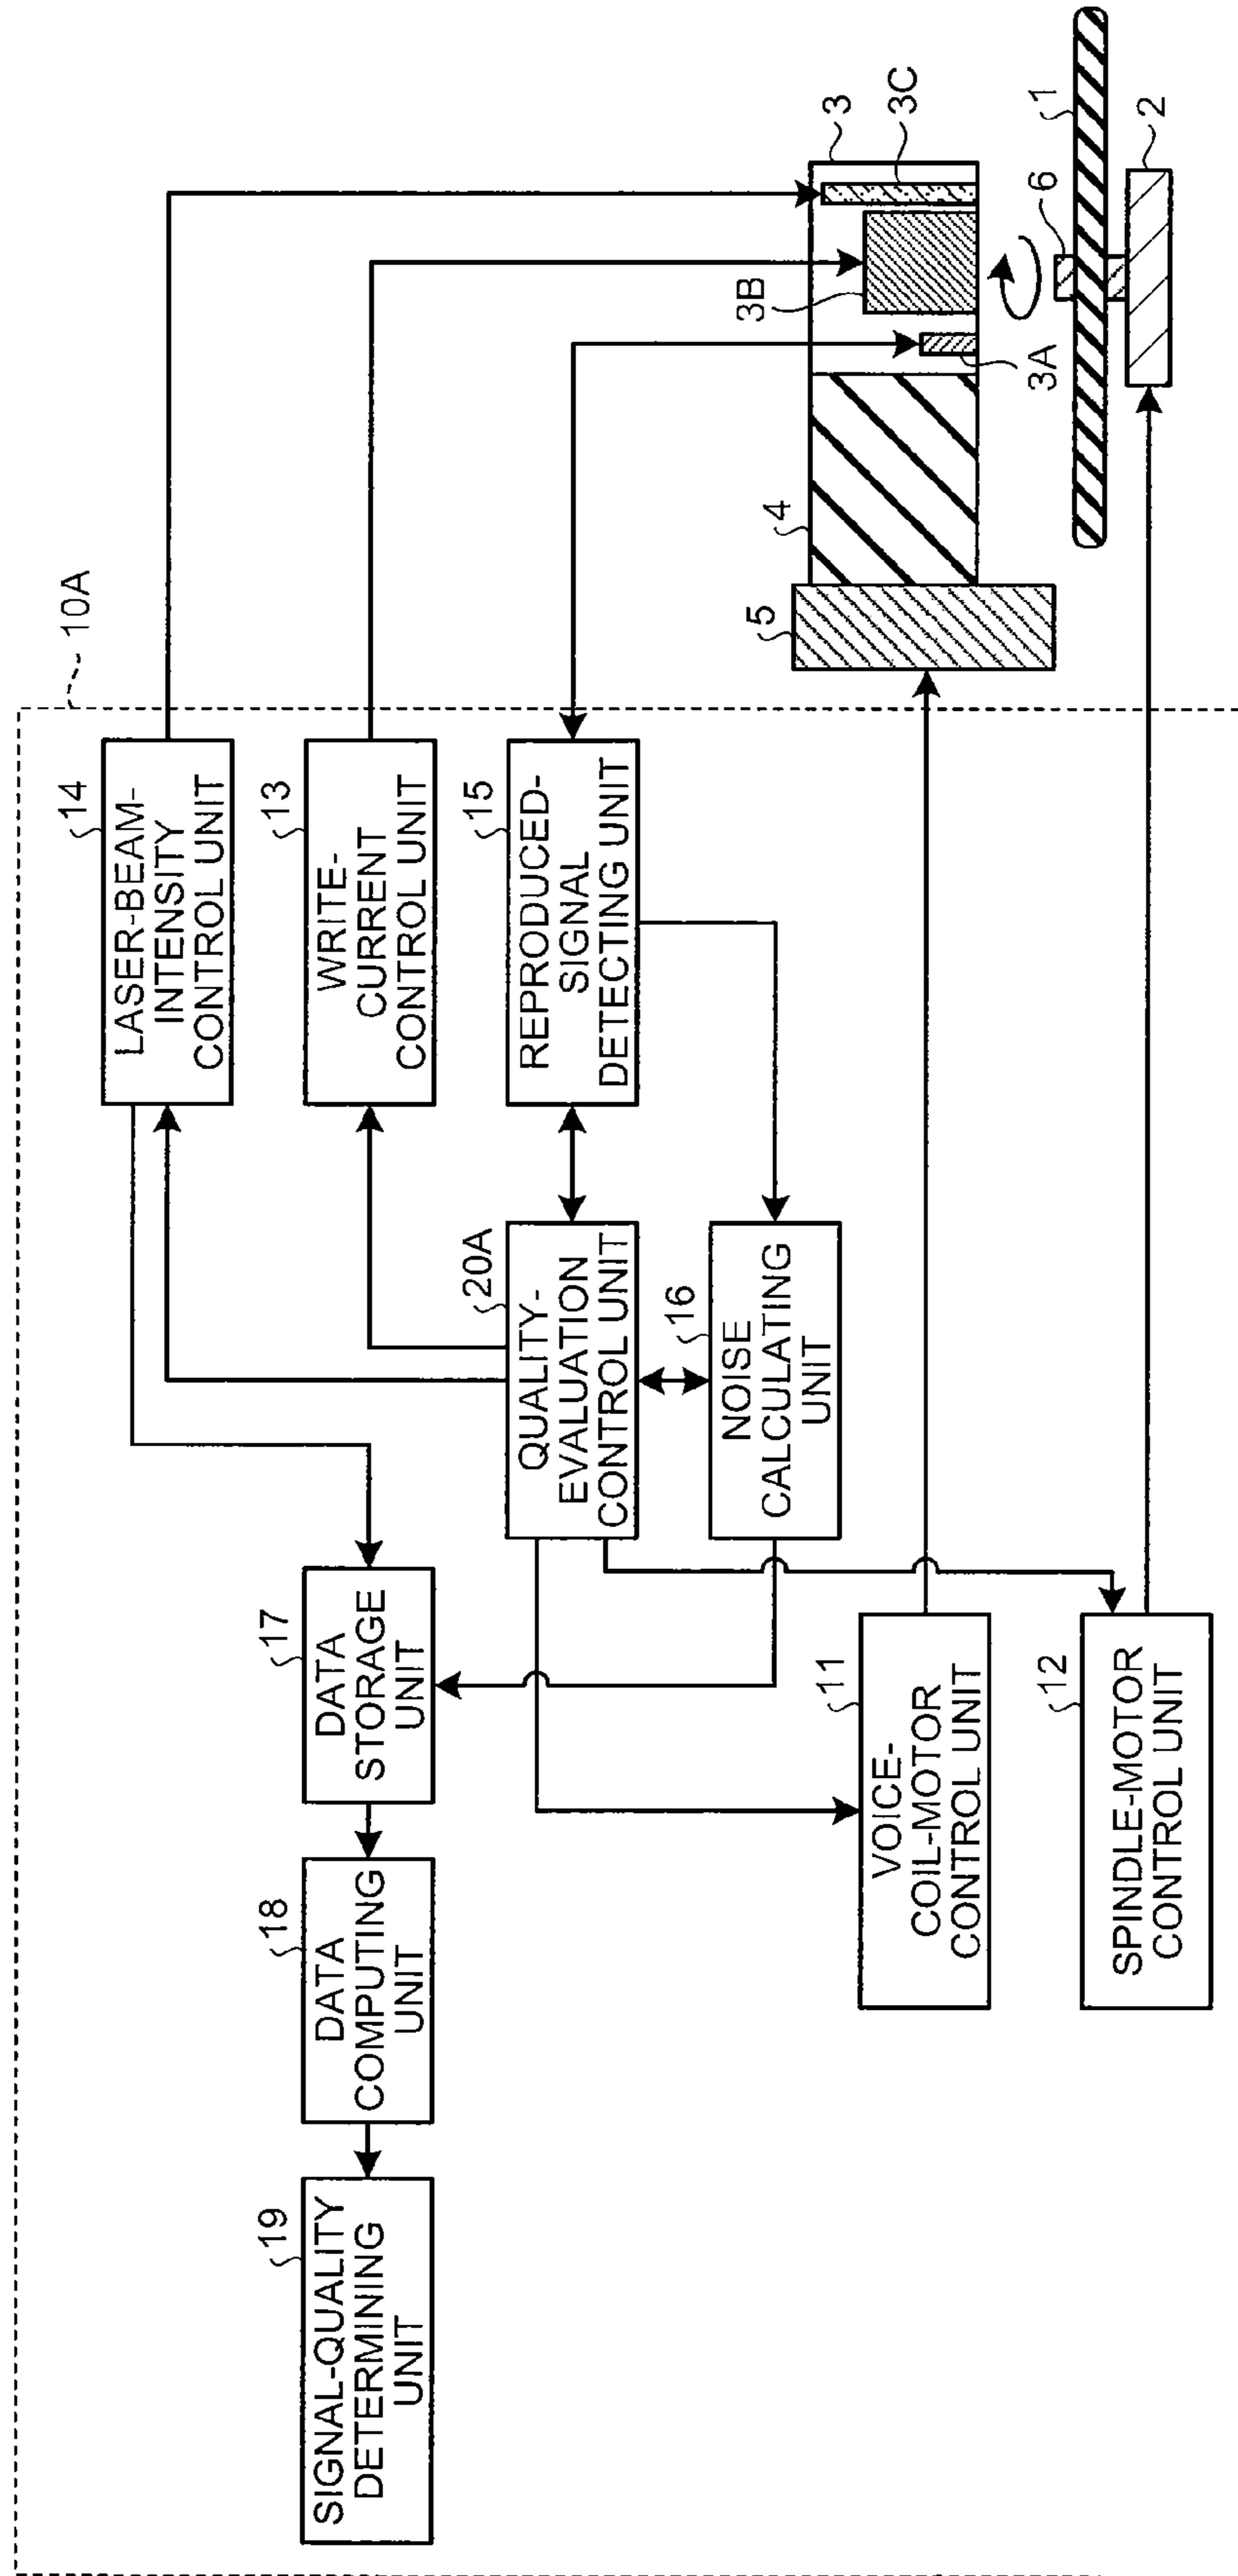 10A
14
LASER-BEAM-
INTENSITY
CONTROL UNIT
13
WRITE-
CURRENT
CONTROL UNIT
15
REPRODUCED-
SIGNAL
DETECTING UNIT
20A
QUALITY-
EVALUATION
CONTROL UNIT
16
NOISE
CALCULATING
UNIT
17
DATA
STORAGE
UNIT
18
DATA
COMPUTING
UNIT
19
SIGNAL-QUALITY
DETERMINING
UNIT
11
VOICE-
COIL-MOTOR
CONTROL UNIT
12
SPINDLE-MOTOR
CONTROL UNIT
5
4
3B
3A
3
3C
6
1
2